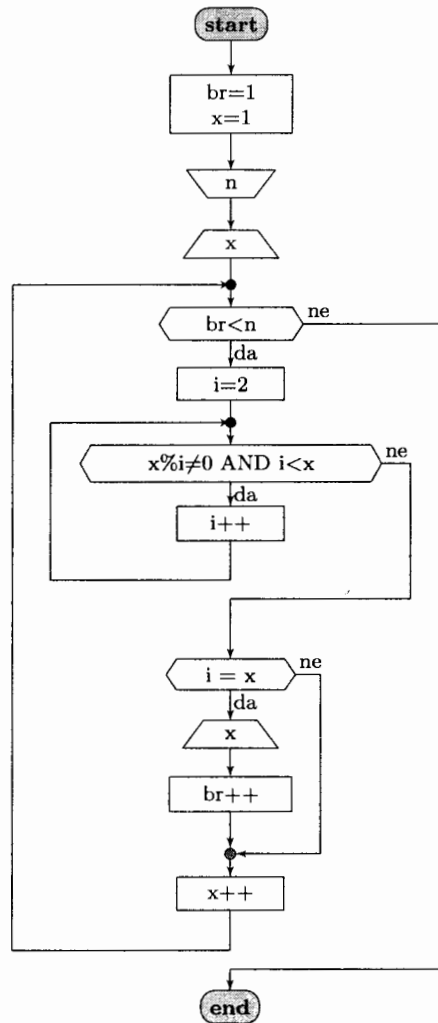 start
br=1
x=1
n
x
br<n
ne
da
i=2
x%i≠0 AND i<x
ne
da
i++
i = x
ne
da
x
br++
x++
end